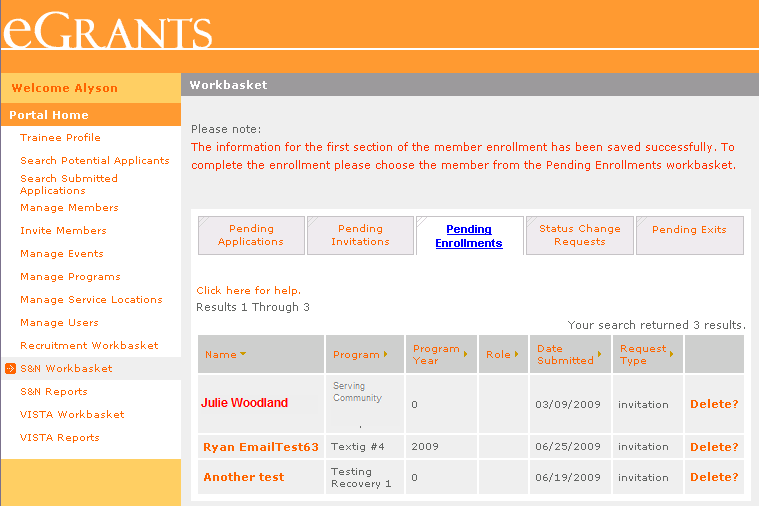 eGRANTS
Welcome Alyson
Workbasket
Portal Home
Trainee Profile
Search Potential Applicants
Search Submitted
Applications
Manage Members
Invite Members
Manage Events
Manage Programs
Manage Service Locations
Manage Users
Recruitment Workbasket
S&N Workbasket
S&N Reports
VISTA Workbasket
VISTA Reports
Please note:
The information for the first section of the member enrollment has been saved successfully. To
complete the enrollment please choose the member from the Pending Enrollments workbasket.
Pending
Applications
Pending
Invitations
Pending
Enrollments
Status Change
Requests
Pending Exits
Click here for help.
Results 1 Through 3
Your search returned 3 results.
Name
Program
Program
Year
Role
Date
Submitted
Request
Type
Julie Woodland
Serving
Community
.
0
03/09/2009
invitation
Delete?
Ryan EmailTest63
Textig #4
2009
06/25/2009
invitation
Delete?
Another test
Testing
Recovery 1
0
06/19/2009
invitation
Delete?